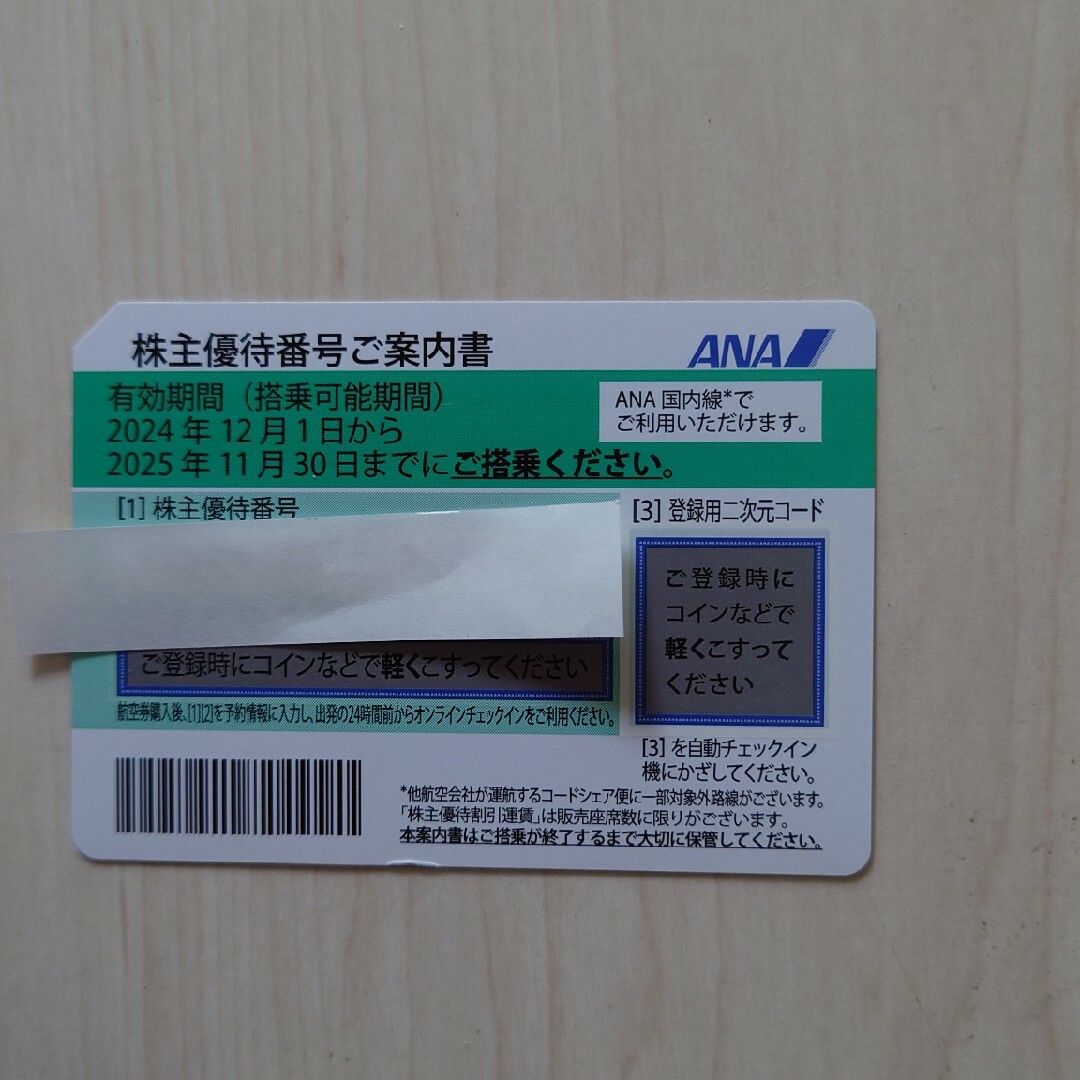 株主優待番号ご案内書
ANA
有効期間（搭乗可能期間）
2024年12月1日から
2025年11月30日までにご搭乗ください。
ANA国内線*で
ご利用いただけます。
[1] 株主優待番号
ご登録時にコインなどで軽くこすってください
航空券購入後、[1][2]を予約情報に入力し、出発の24時間前からオンラインチェックインをご利用ください。
[3] 登録用二次元コード
ご登録時に
コインなどで
軽くこすって
ください
[3] を自動チェックイン
機にかざしてください。
*他航空会社が運航するコードシェア便に一部対象外路線がございます。
「株主優待割引運賃」は販売座席数に限りがございます。
本案内書はご搭乗が終了するまで大切に保管してください。